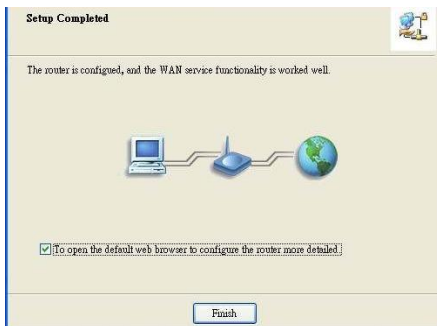 Setup Completed
The router is configued, and the WAN service functionality is worked well.
To open the default web browser to configure the router more detailed.
Finish